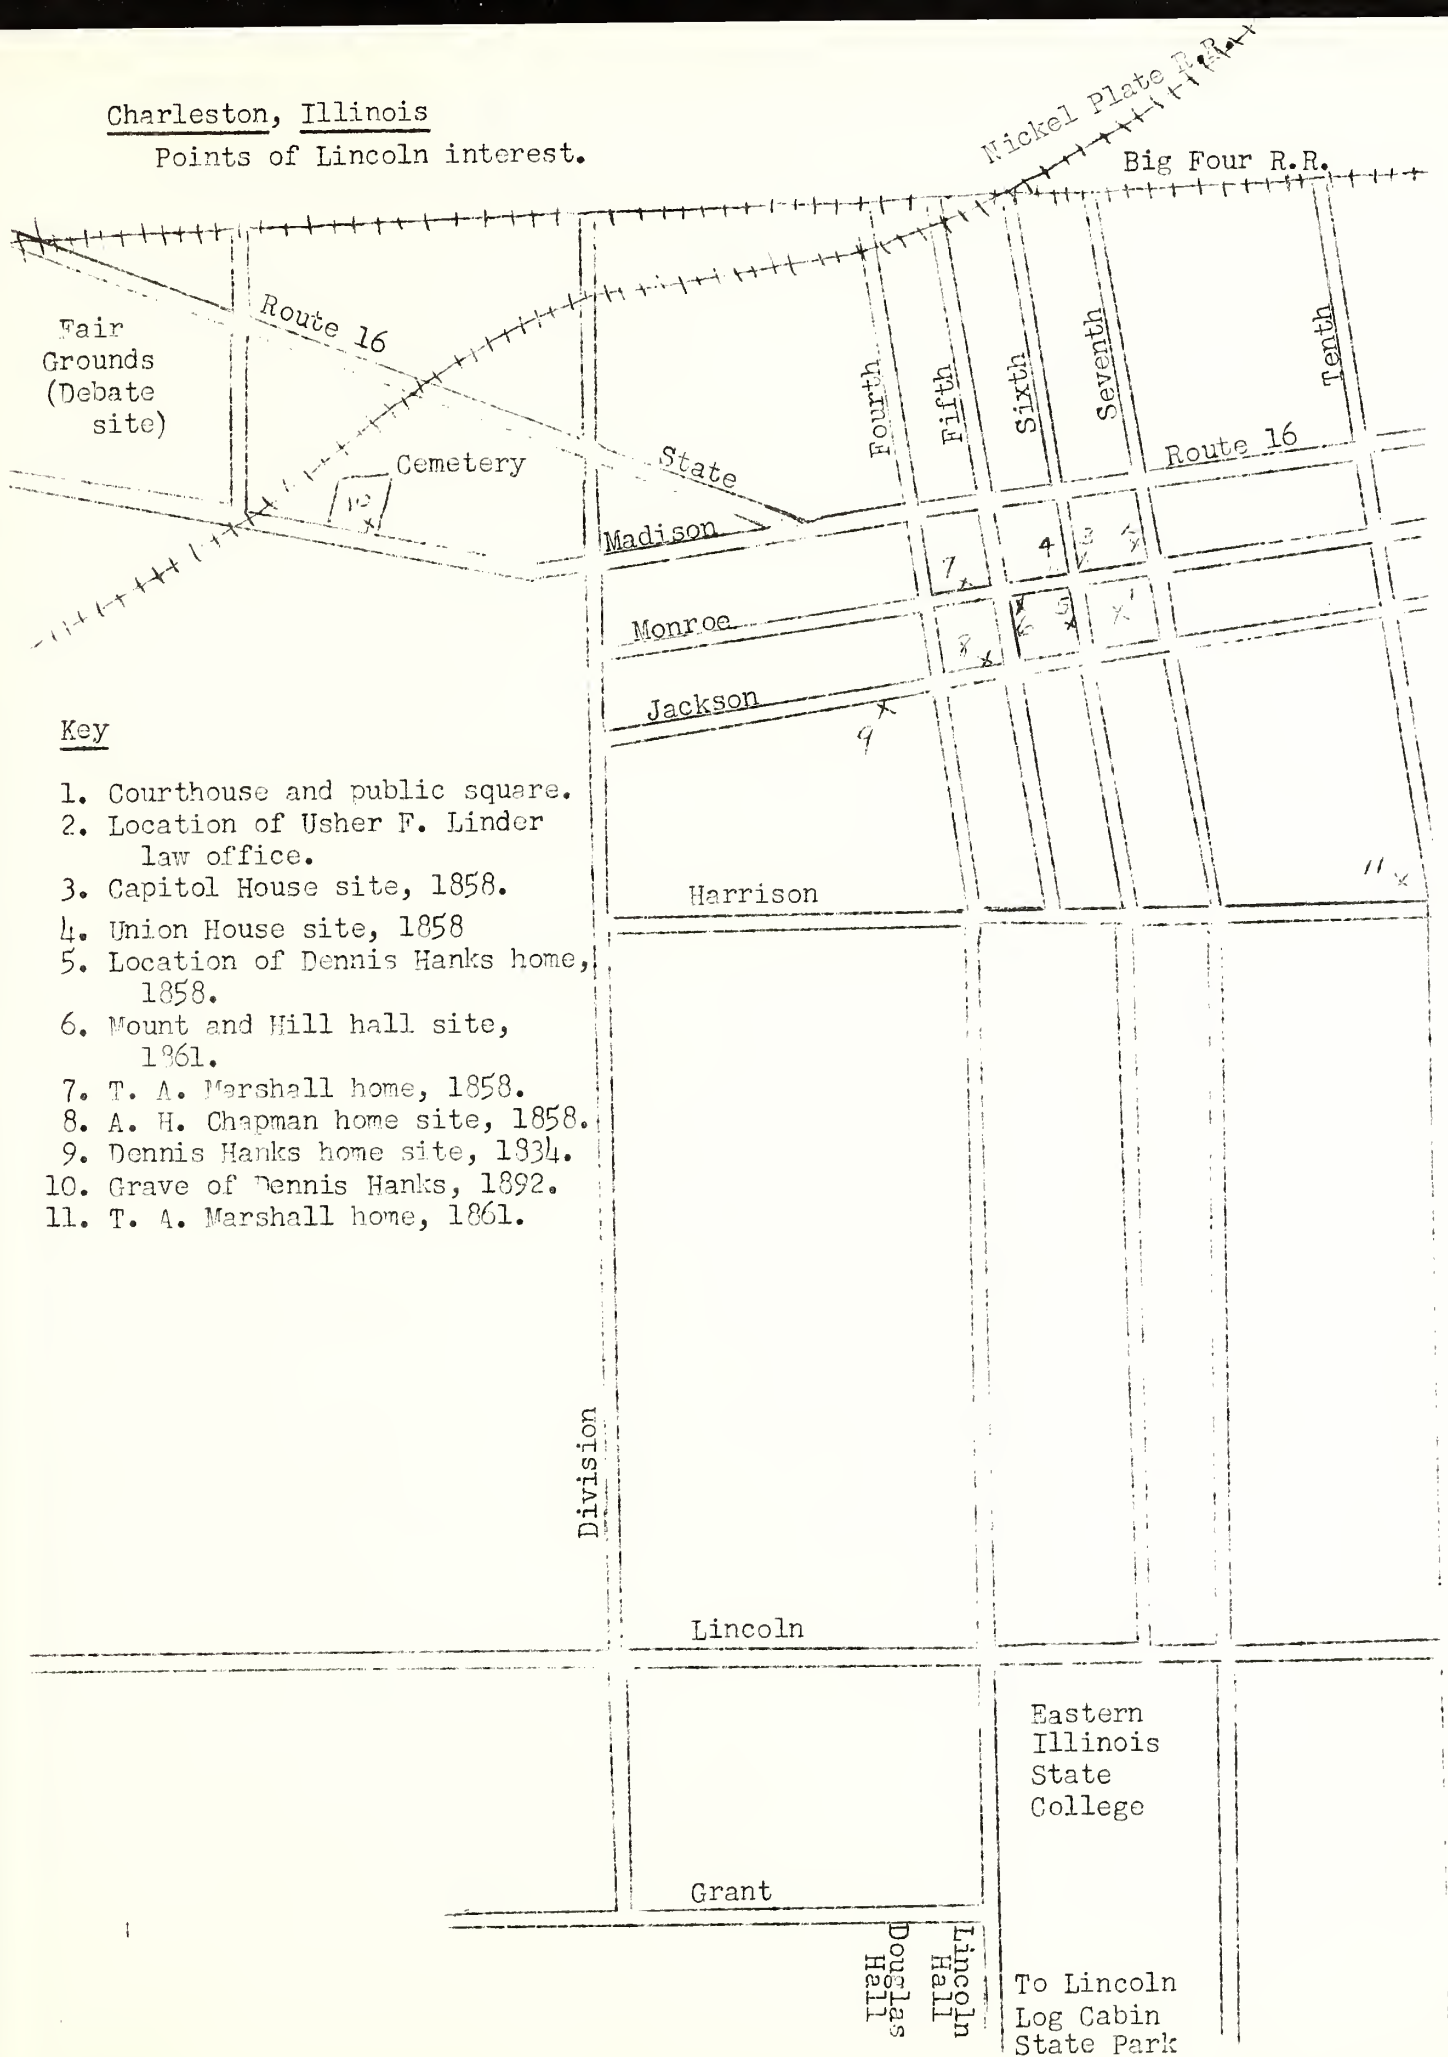 Charleston, Illinois
Points of Lincoln interest.
Nickel Plate R.R.
Big Four R.R.
Route 16
Fair
Grounds
(Debate
site)
Cemetery
10
State
Fourth
Fifth
Sixth
Seventh
Tenth
Route 16
Madison
7
4
3
Monroe
6
5
1
8
Jackson
9
11
Key
1. Courthouse and public square.
2. Location of Usher F. Linder
law office.
3. Capitol House site, 1858.
4. Union House site, 1858
5. Location of Dennis Hanks home,
1858.
6. Mount and Hill hall site,
1861.
7. T. A. Marshall home, 1858.
8. A. H. Chapman home site, 1858.
9. Dennis Hanks home site, 1834.
10. Grave of Dennis Hanks, 1892.
11. T. A. Marshall home, 1861.
Harrison
Division
Lincoln
Eastern
Illinois
State
College
Grant
Douglas
Hall
Lincoln
Hall
To Lincoln
Log Cabin
State Park